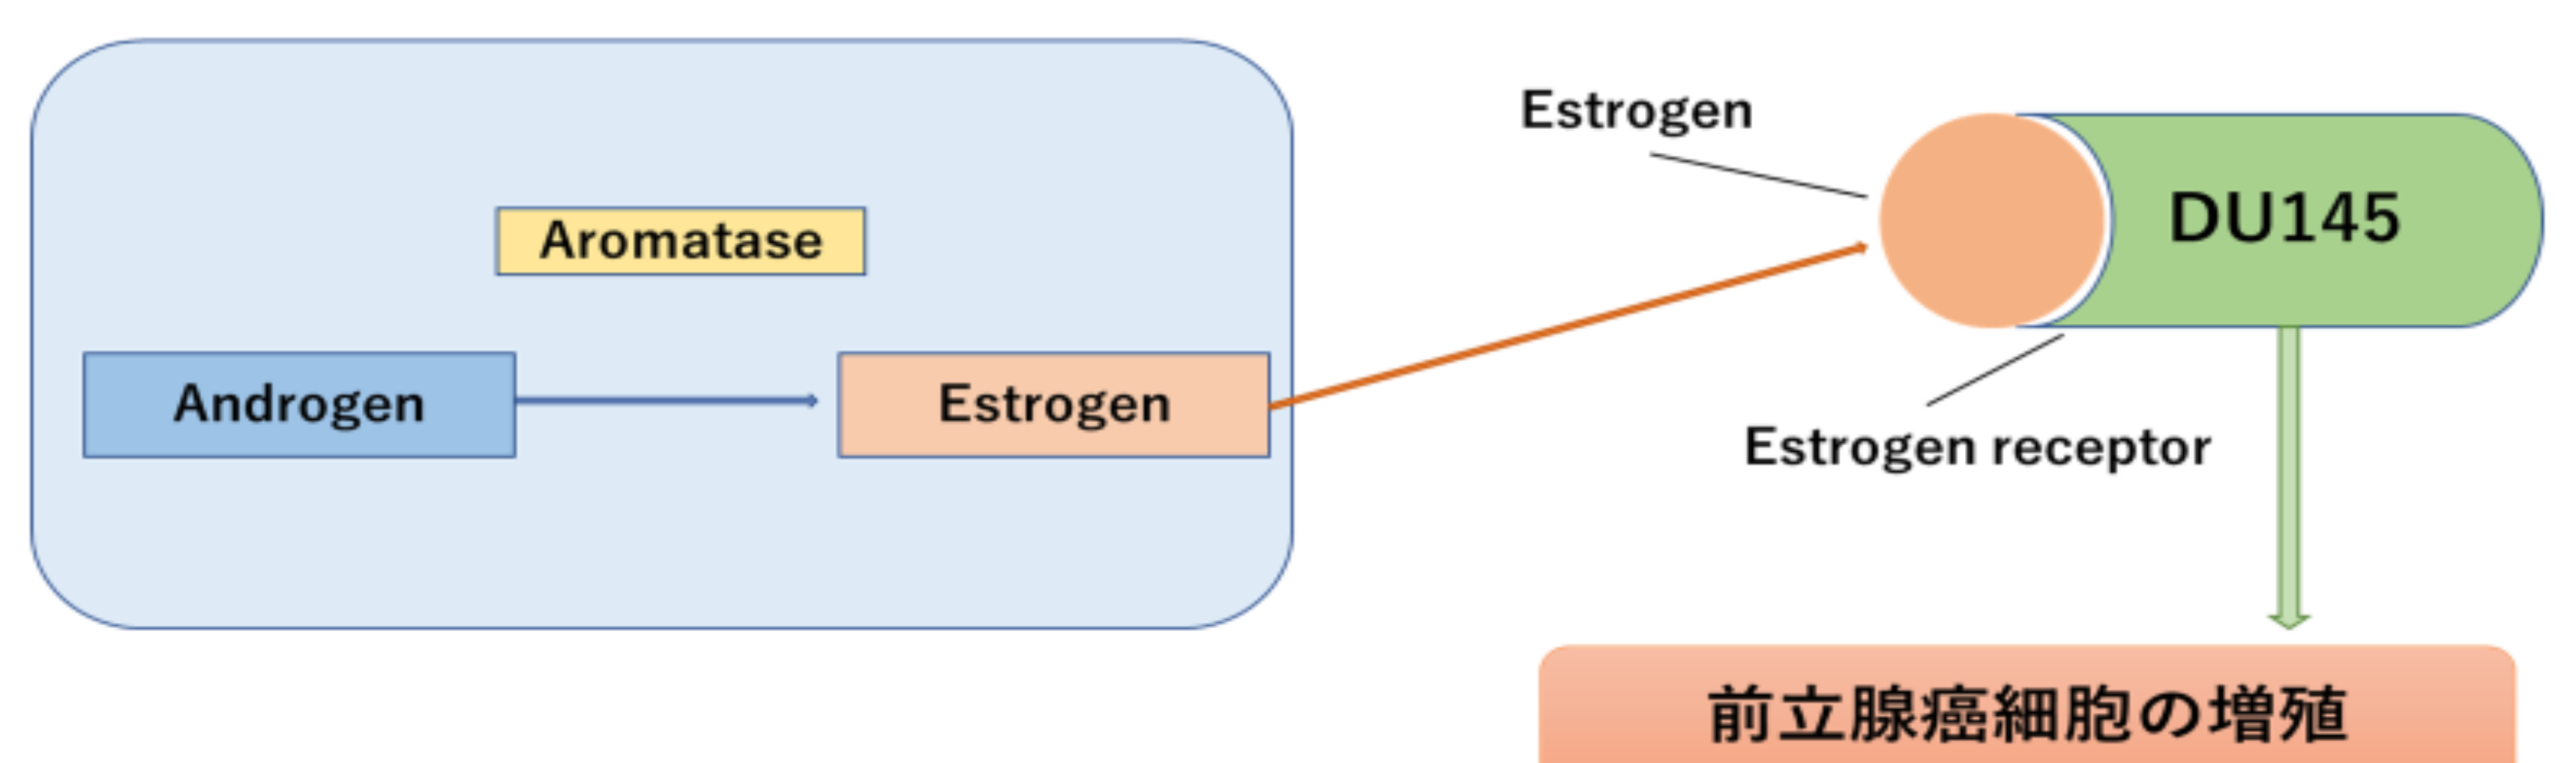 Estrogen
DU145
Aromatase
Androgen
Estrogen
Estrogen receptor
前立腺癌細胞の増殖